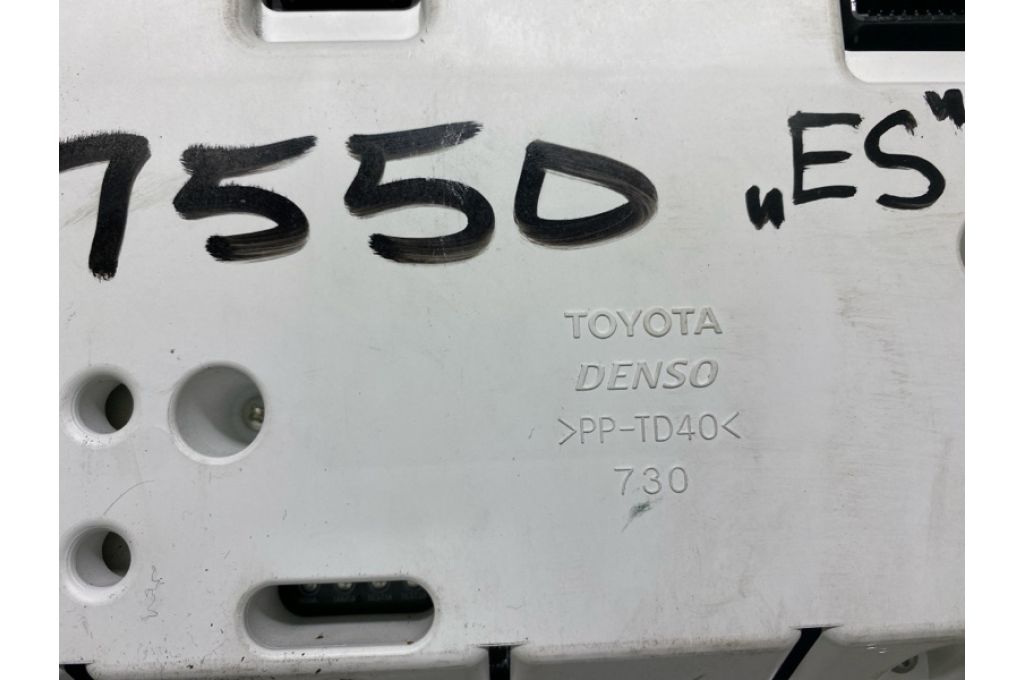 7550 „ES"
TOYOTA
DENSO
>PP-TD40<
730